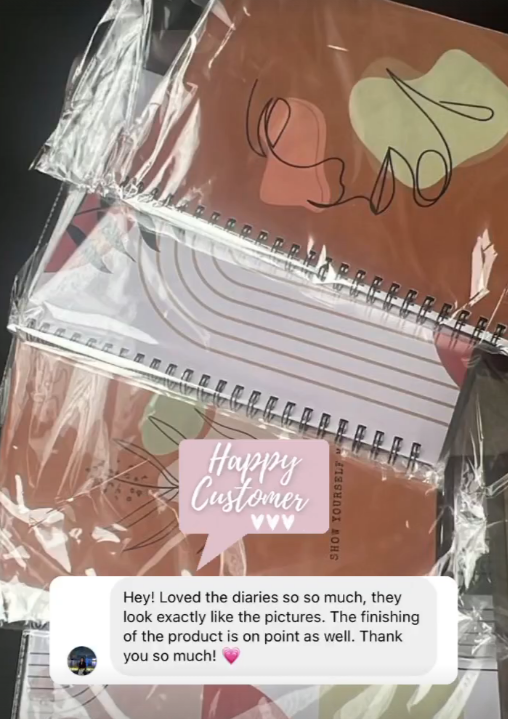 SHOW YOURSELF
Happy
Customer
Hey! Loved the diaries so so much, they
look exactly like the pictures. The finishing
of the product is on point as well. Thank
you so much! 💗